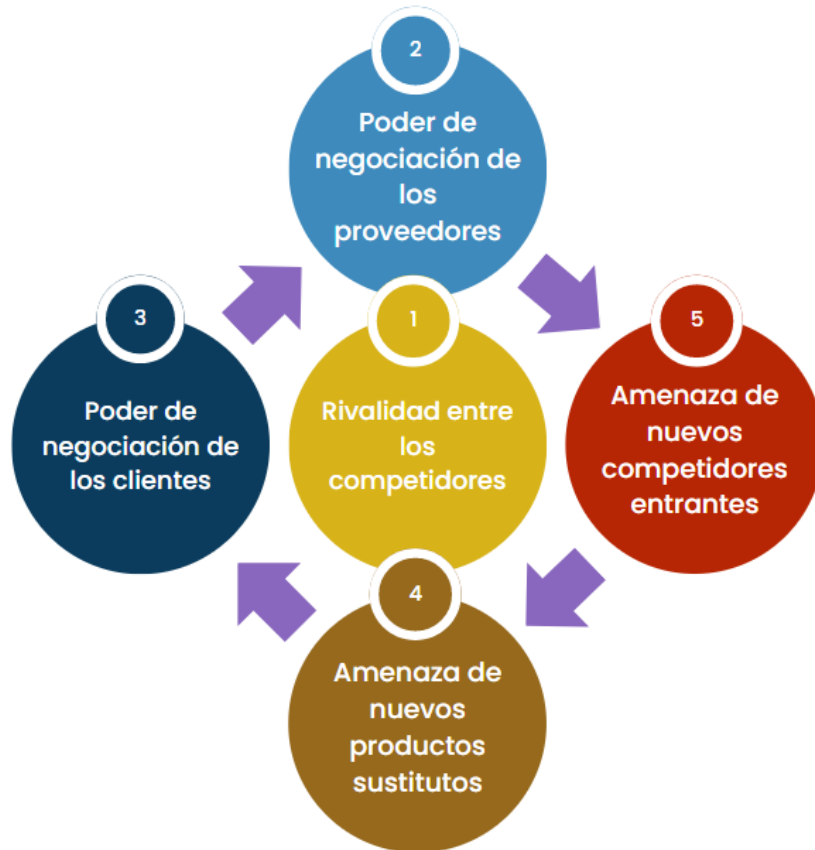 2
Poder de
negociación de
los
proveedores
3
Poder de
negociación de
los clientes
1
Rivalidad entre
los
competidores
5
Amenaza de
nuevos
competidores
entrantes
4
Amenaza de
nuevos
productos
sustitutos